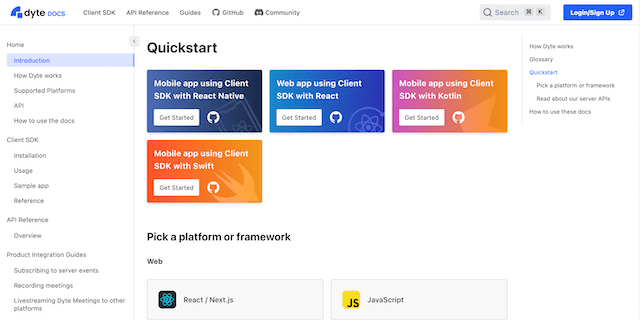 dyte DOCS
Client SDK
API Reference
Guides
GitHub
Community
Search
⌘
K
Login/Sign Up
Home
Introduction
How Dyte works
Supported Platforms
API
How to use the docs
Client SDK
Installation
Usage
Sample app
Reference
API Reference
Overview
Product Integration Guides
Subscribing to server events
Recording meetings
Livestreaming Dyte Meetings to other
platforms
Quickstart
Mobile app using Client
SDK with React Native
Get Started
Web app using Client
SDK with React
Get Started
Mobile app using Client
SDK with Kotlin
Get Started
Mobile app using Client
SDK with Swift
Get Started
Pick a platform or framework
Web
React / Next.js
JS
JavaScript
How Dyte works
Glossary
Quickstart
Pick a platform or framework
Read about our server APIs
How to use these docs